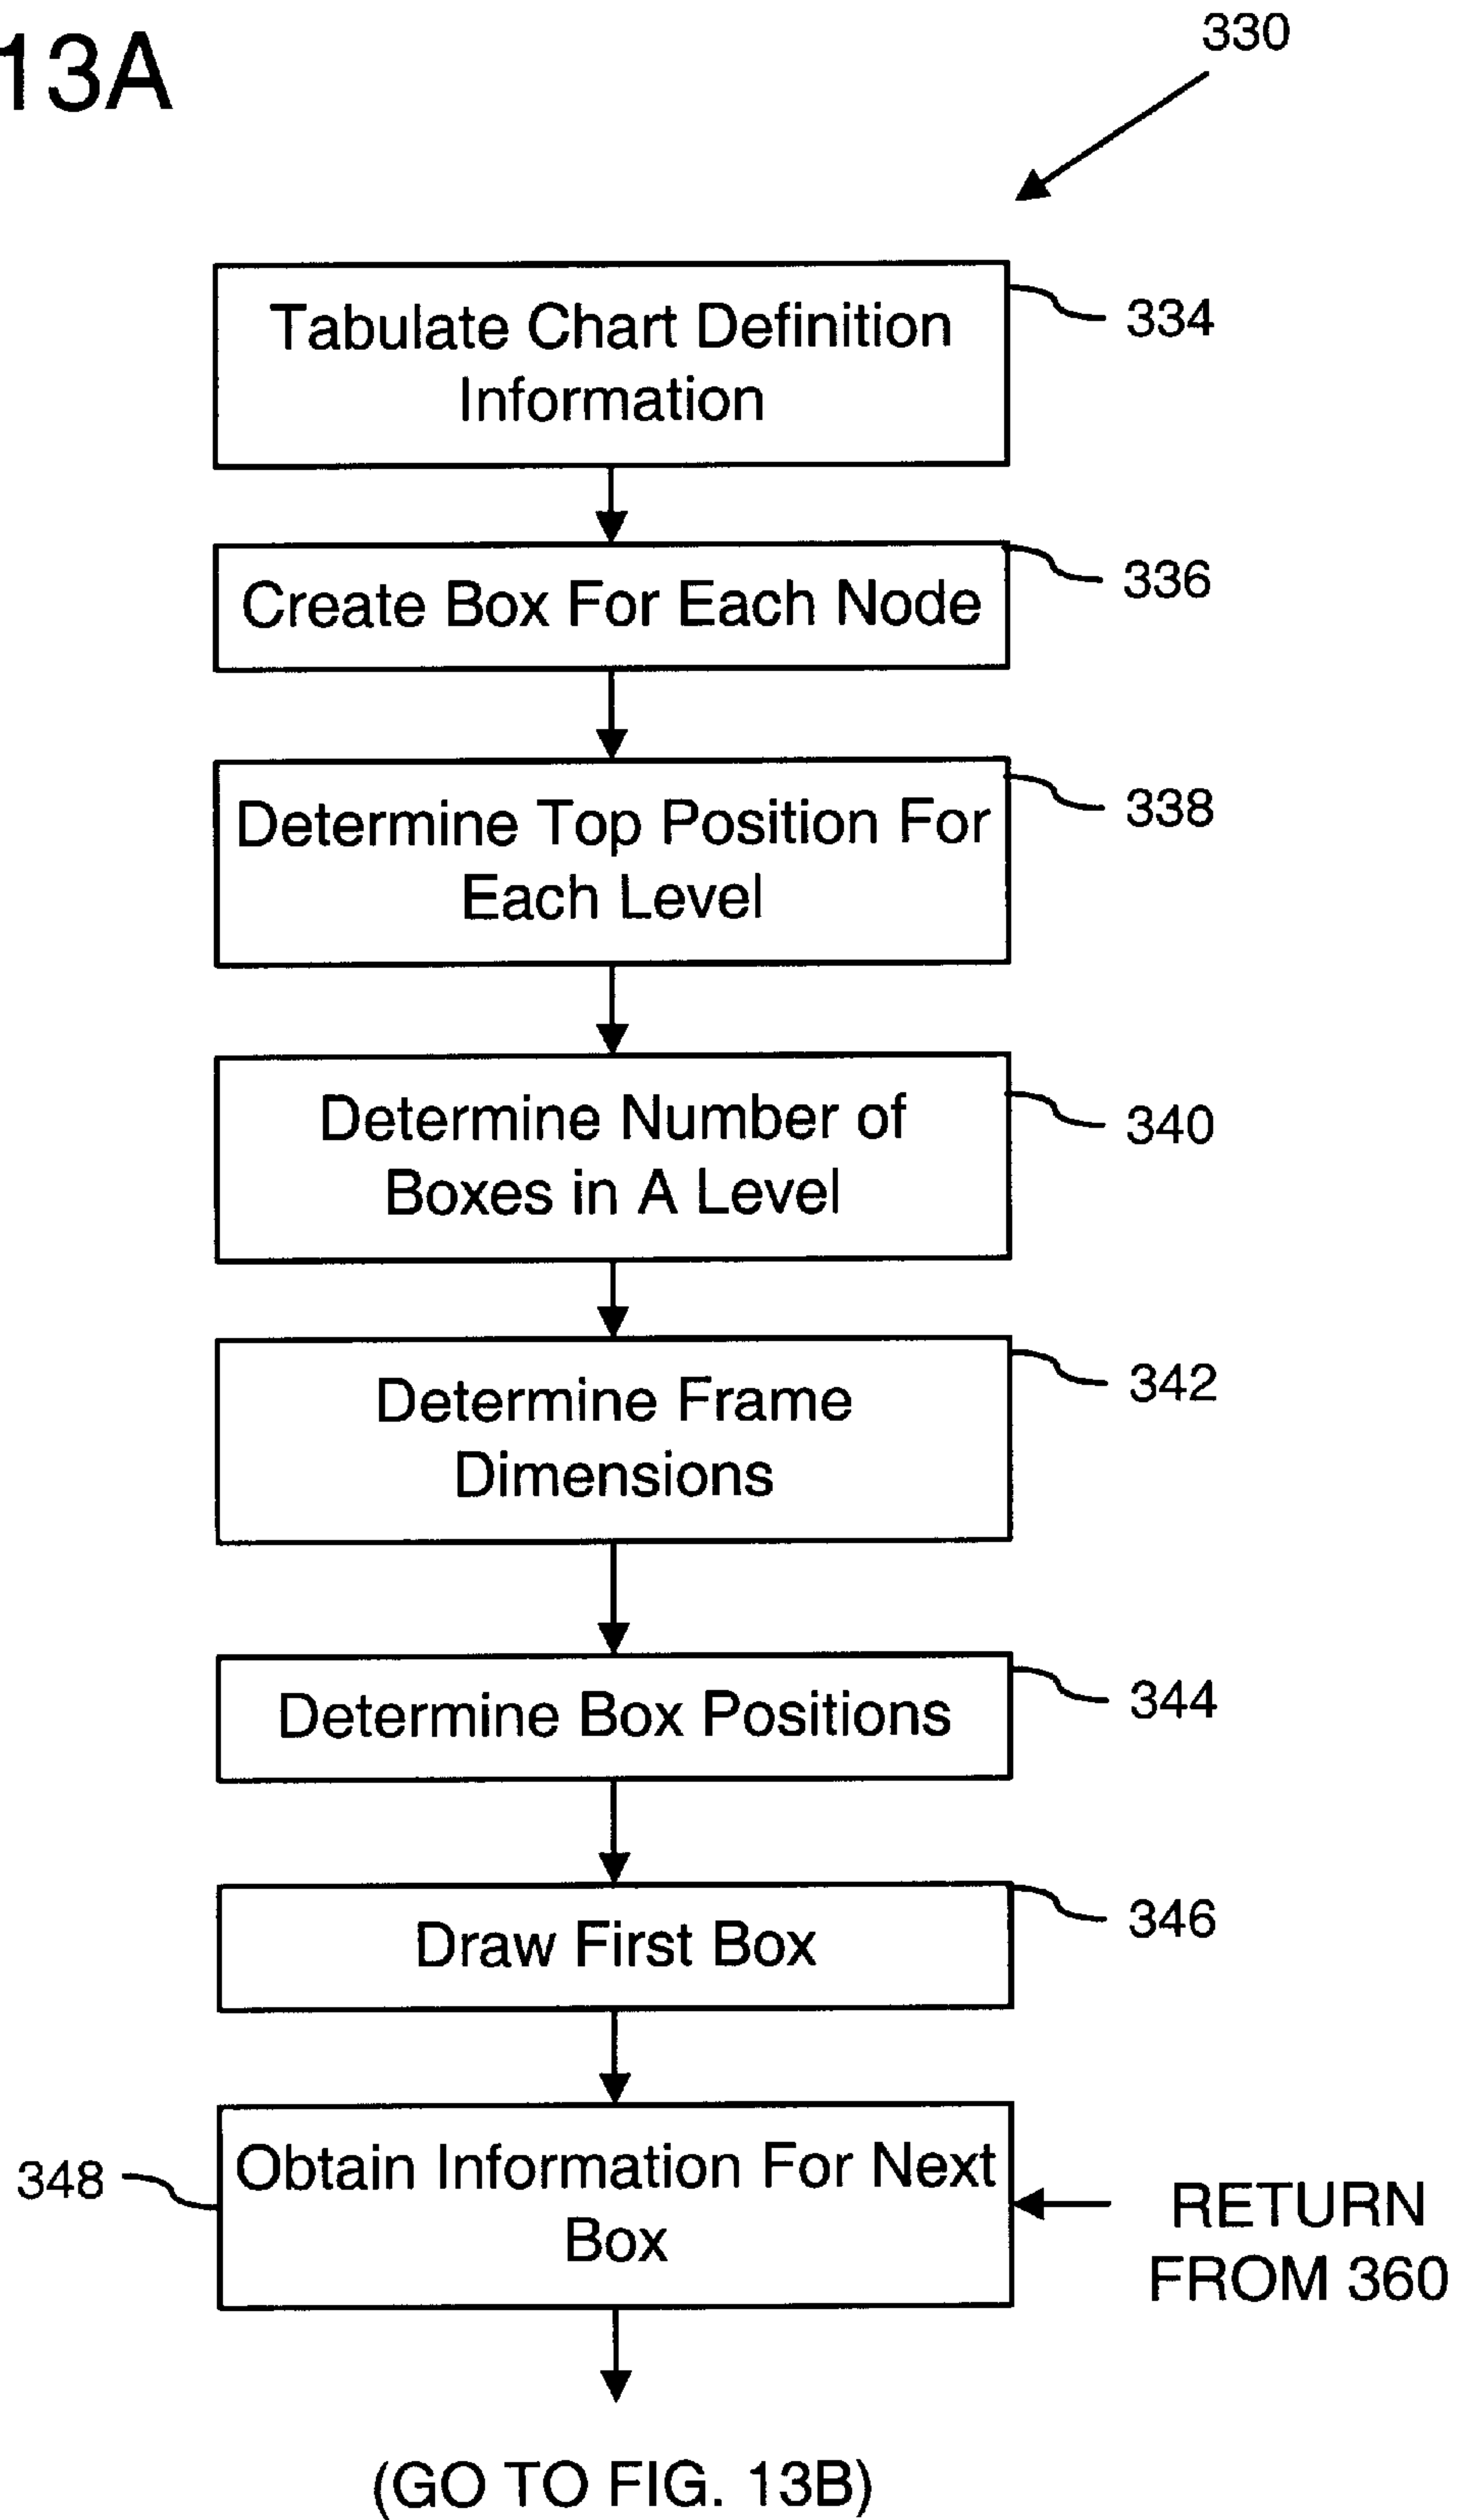 13A
330
Tabulate Chart Definition
Information
334
Create Box For Each Node
336
Determine Top Position For
Each Level
338
Determine Number of
Boxes in A Level
340
Determine Frame
Dimensions
342
Determine Box Positions
344
Draw First Box
346
348
Obtain Information For Next
Box
RETURN
FROM 360
(GO TO FIG. 13B)